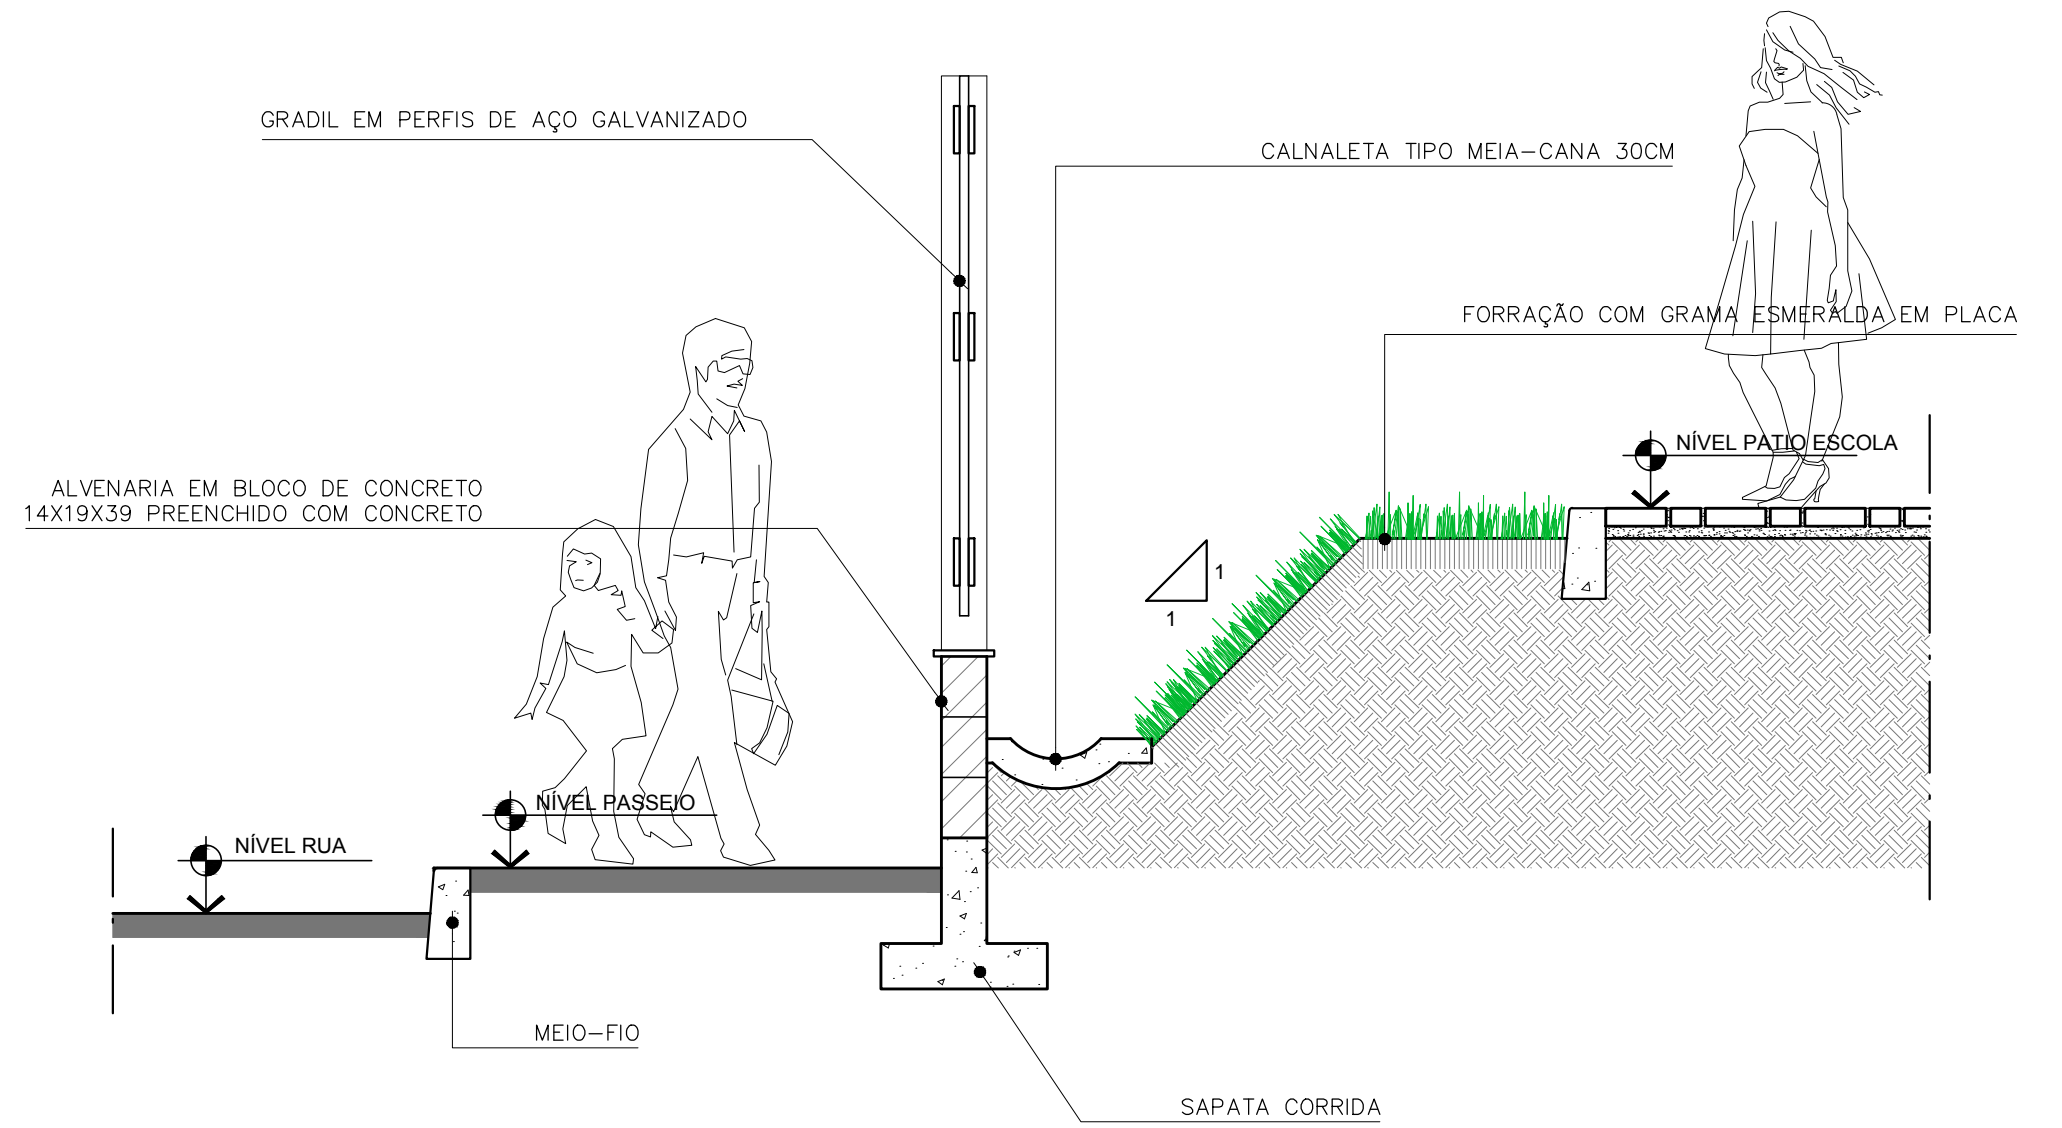 GRADIL EM PERFIS DE AÇO GALVANIZADO
CALNALETA TIPO MEIA-CANA 30CM
FORRAÇÃO COM GRAMA ESMERALDA EM PLACA
NÍVEL PATIO ESCOLA
ALVENARIA EM BLOCO DE CONCRETO
14X19X39 PREENCHIDO COM CONCRETO
1
1
NÍVEL PASSEIO
NÍVEL RUA
MEIO-FIO
SAPATA CORRIDA